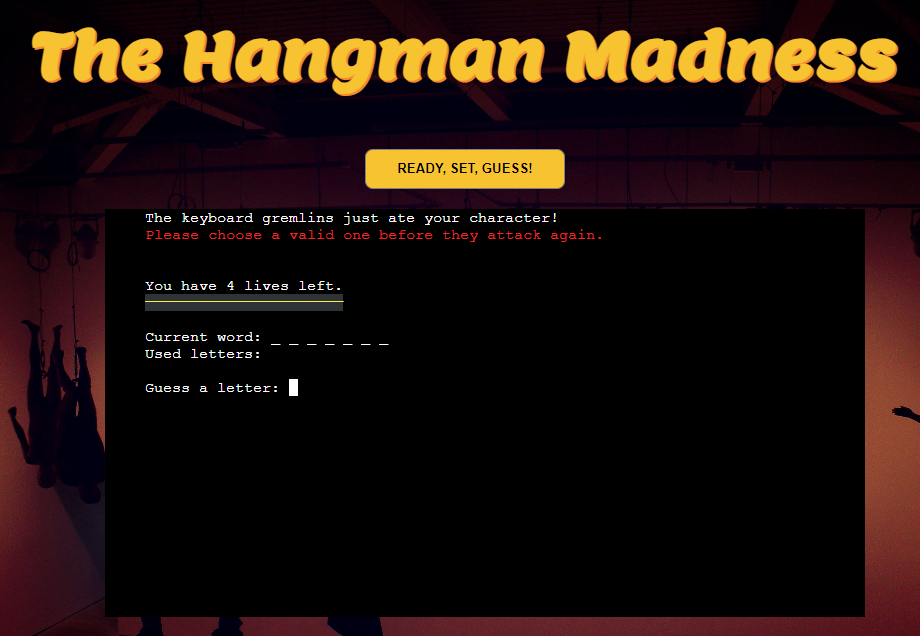 The Hangman Madness
READY, SET, GUESS!
The keyboard gremlins just ate your character!
Please choose a valid one before they attack again.
You have 4 lives left.
Current word: _ _ _ _ _ _ _
Used letters:
Guess a letter: